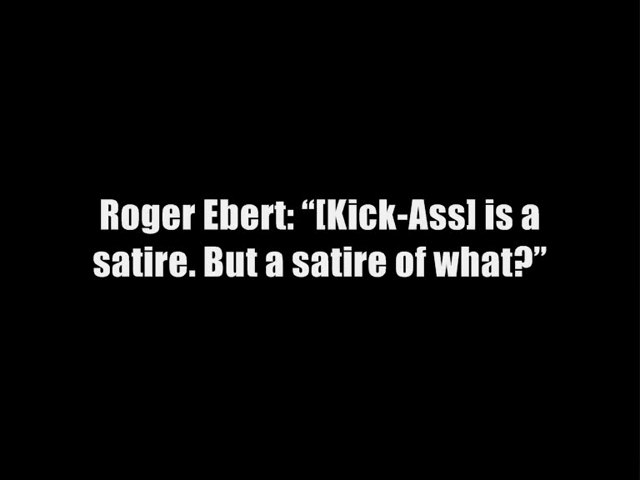 Roger Ebert: “[Kick-Ass] is a
satire. But a satire of what?”